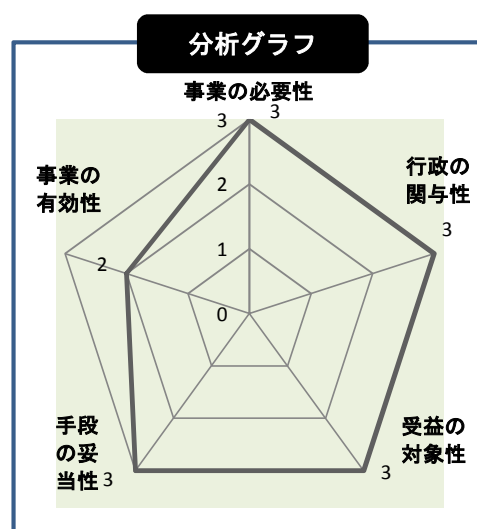 分析グラフ
事業の必要性
3
3
2
1
0
行政の
関与性
3
受益の
対象性
3
手段
の妥
当性
3
事業の
有効性
2